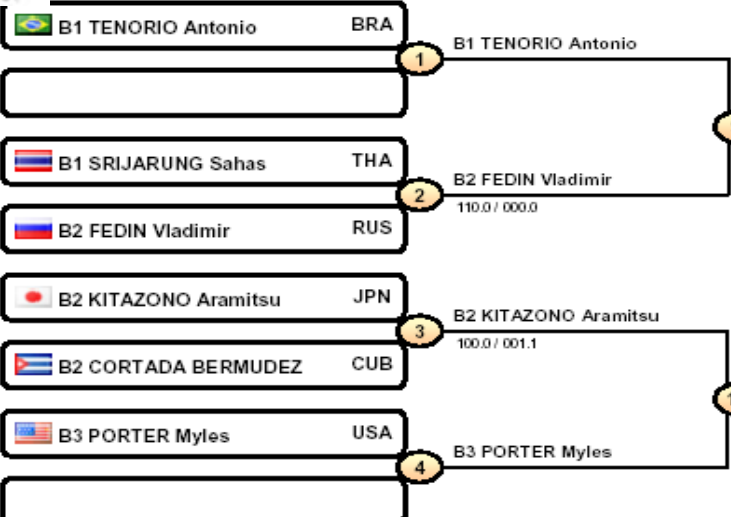 B1 TENORIO Antonio BRA
1
B1 TENORIO Antonio
B1 SRIJARUNG Sahas THA
2
B2 FEDIN Vladimir
110.0 / 000.0
B2 FEDIN Vladimir RUS
B2 KITAZONO Aramitsu JPN
3
B2 KITAZONO Aramitsu
100.0 / 001.1
B2 CORTADA BERMUDEZ CUB
B3 PORTER Myles USA
4
B3 PORTER Myles